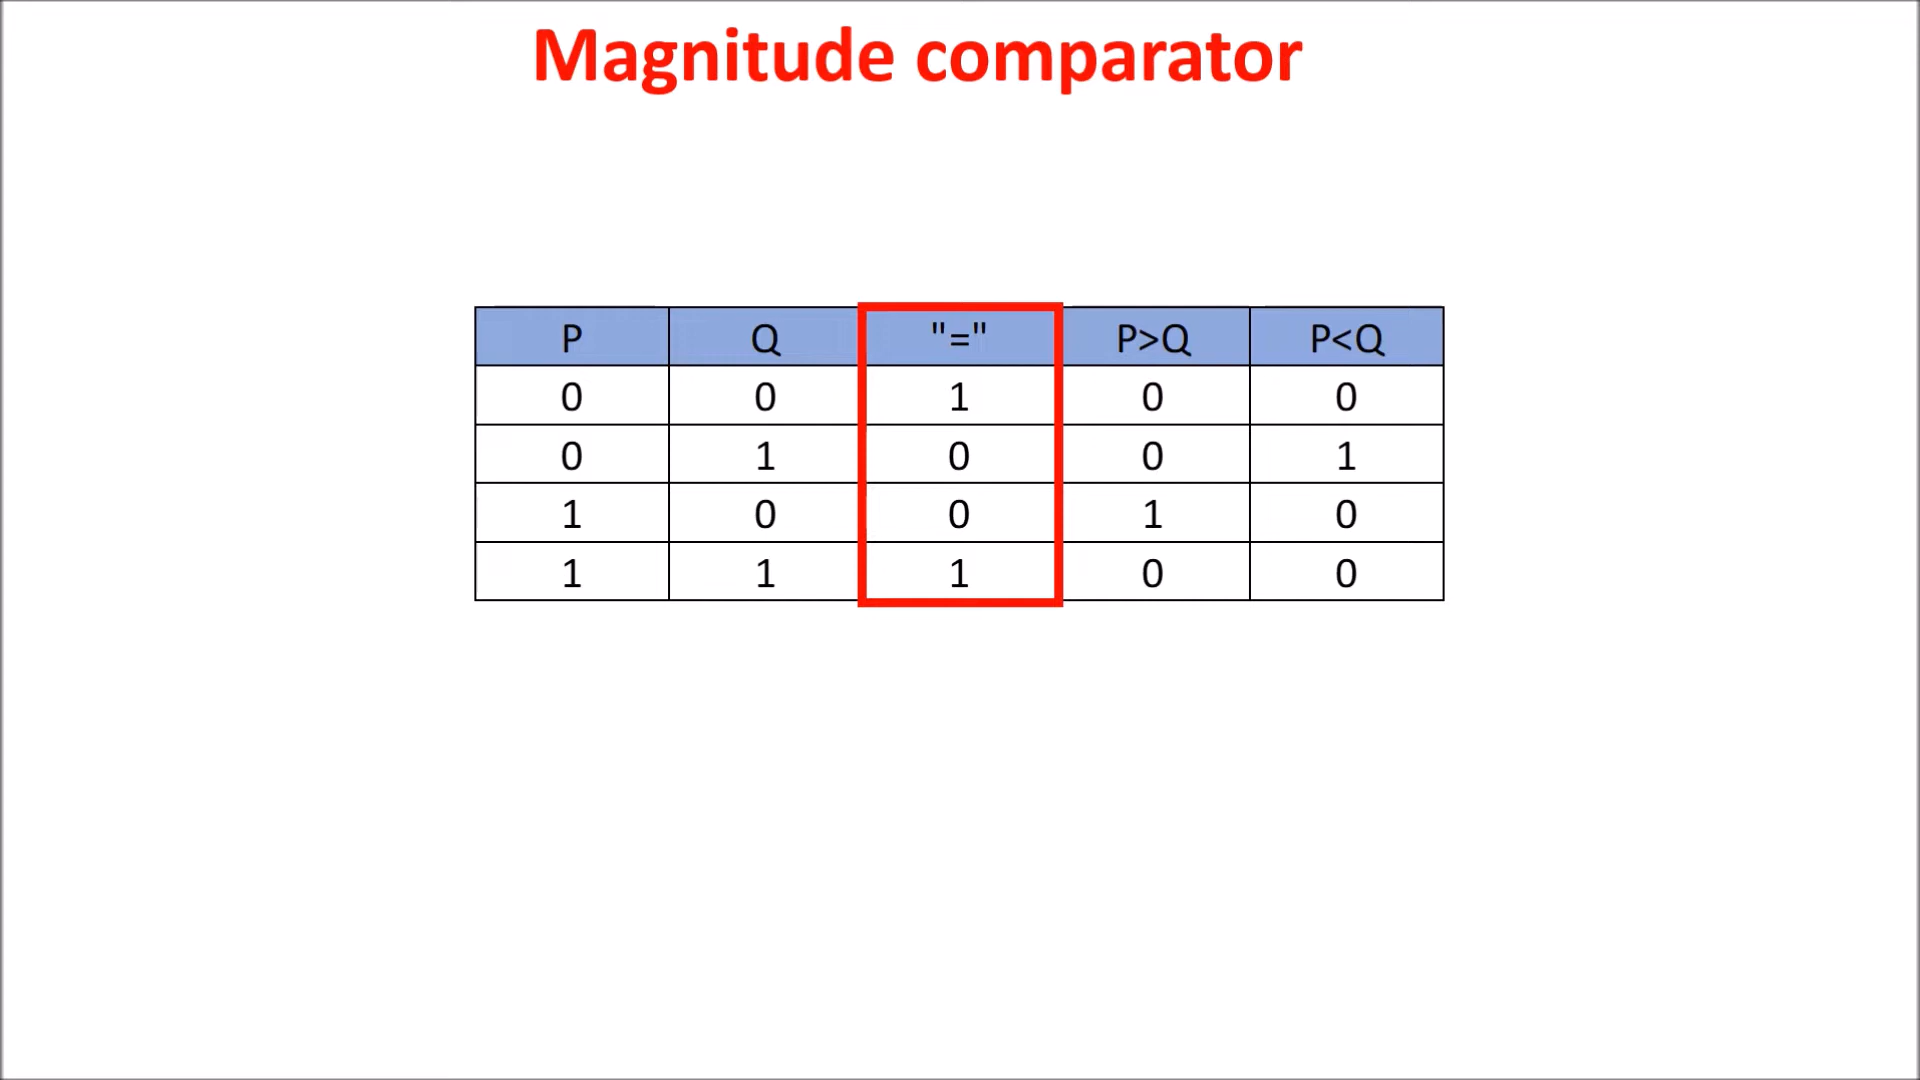 Magnitude comparator
P Q "=" P>Q P<Q
0 0 1 0 0
0 1 0 0 1
1 0 0 1 0
1 1 1 0 0